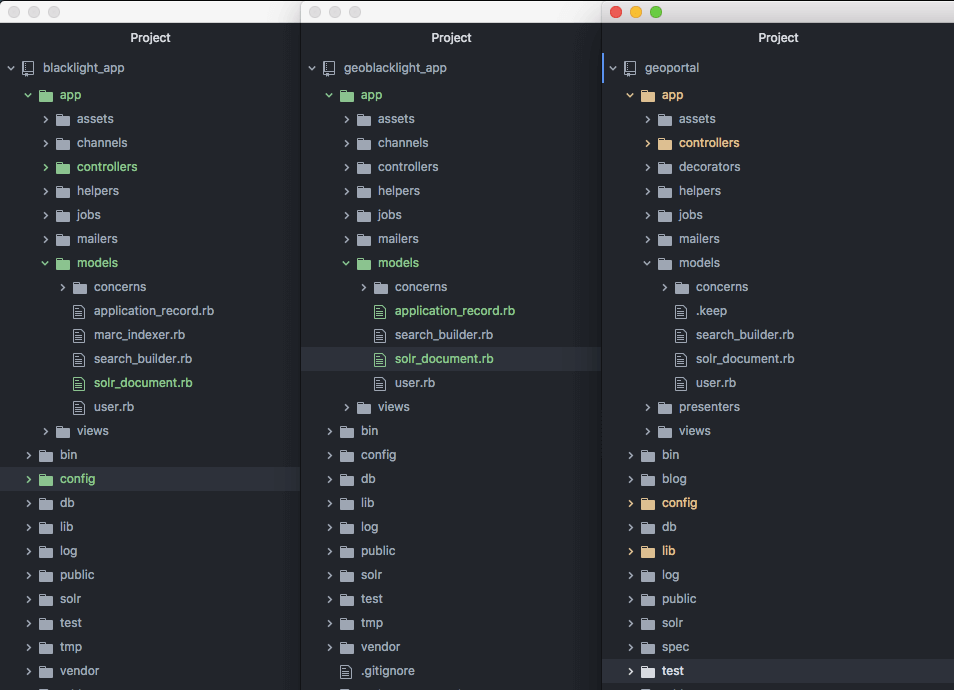 Project
blacklight_app
app
assets
channels
controllers
helpers
jobs
mailers
models
concerns
application_record.rb
marc_indexer.rb
search_builder.rb
solr_document.rb
user.rb
views
bin
config
db
lib
log
public
solr
test
tmp
vendor
Project
geoblacklight_app
app
assets
channels
controllers
helpers
jobs
mailers
models
concerns
application_record.rb
search_builder.rb
solr_document.rb
user.rb
views
bin
config
db
lib
log
public
solr
test
tmp
vendor
.gitignore
Project
geoportal
app
assets
controllers
decorators
helpers
jobs
mailers
models
concerns
.keep
search_builder.rb
solr_document.rb
user.rb
presenters
views
bin
blog
config
db
lib
log
public
solr
spec
test